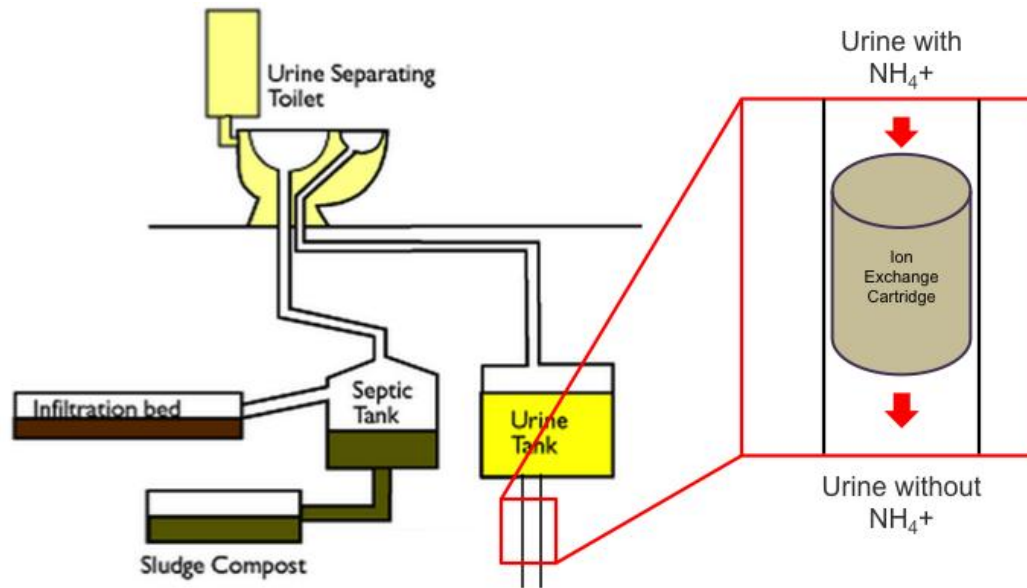 Urine Separating
Toilet
Infiltration bed
Septic
Tank
Urine
Tank
Sludge Compost
Urine with
NH₄+
Ion
Exchange
Cartridge
Urine without
NH₄+